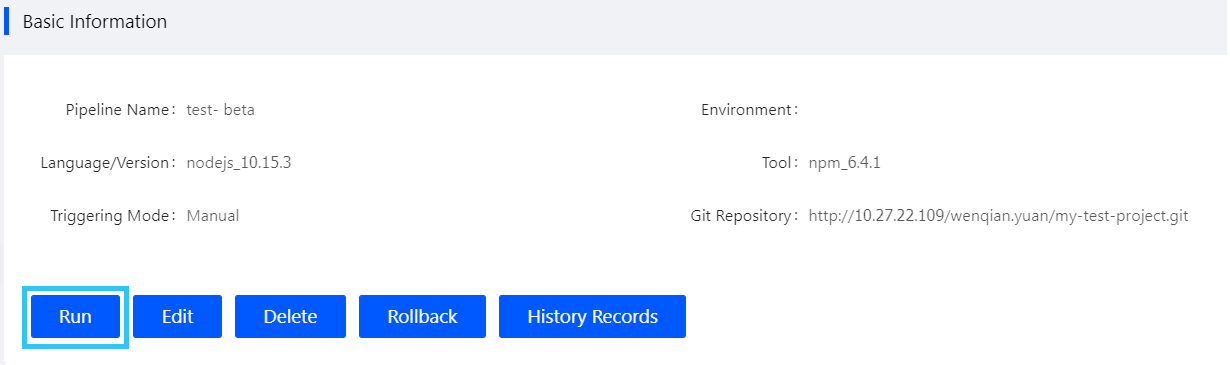 Basic Information
Pipeline Name: test- beta
Environment:
Language/Version: nodejs_10.15.3
Tool: npm_6.4.1
Triggering Mode: Manual
Git Repository: http://10.27.22.109/wenqian.yuan/my-test-project.git
Run
Edit
Delete
Rollback
History Records